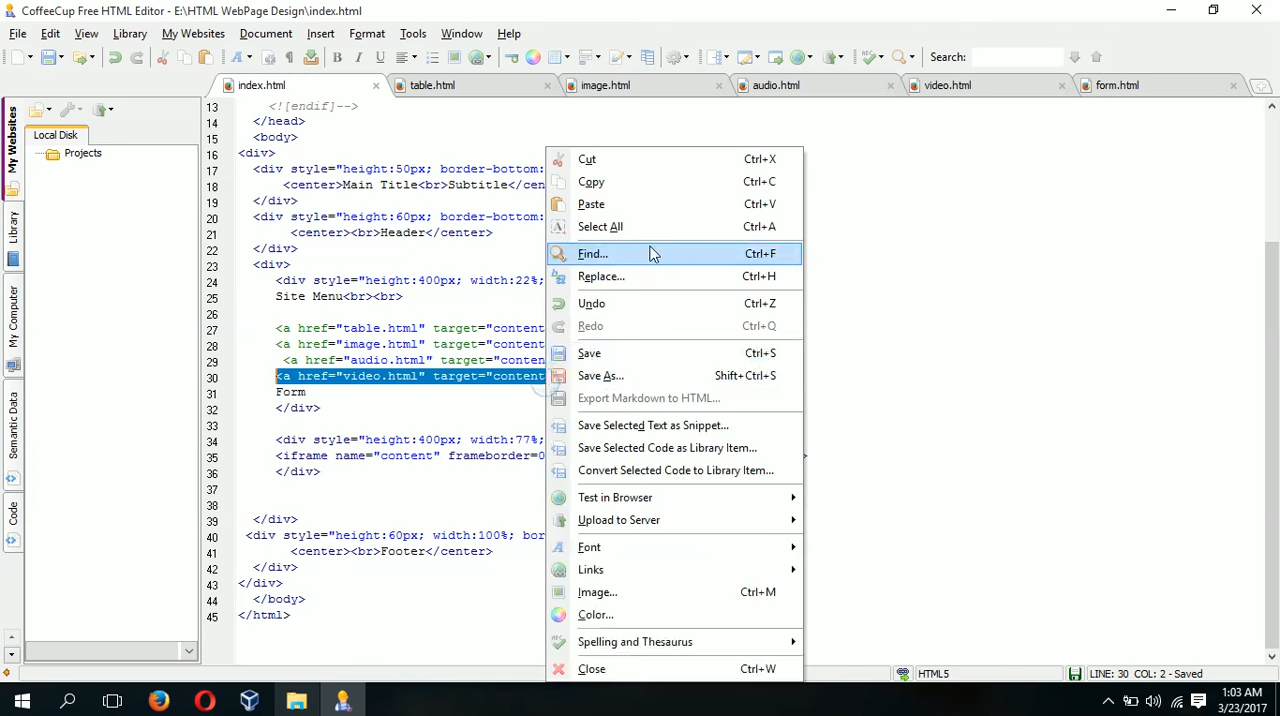 CoffeeCup Free HTML Editor - E:\HTML WebPage Design\index.html
File Edit View Library My Websites Document Insert Format Tools Window Help
Search:
index.html table.html image.html audio.html video.html form.html
My Websites
Library
My Computer
Semantic Data
Code
Local Disk
Projects
13 <![endif]-->
14 </head>
15 <body>
16 <div>
17 <div style="height:50px; border-bottom:
18 <center>Main Title<br>Subtitle</cen
19 </div>
20 <div style="height:60px; border-bottom:
21 <center><br>Header</center>
22 </div>
23 <div>
24 <div style="height:400px; width:22%;
25 Site Menu<br><br>
26
27 <a href="table.html" target="content
28 <a href="image.html" target="content
29 <a href="audio.html" target="conten
30 <a href="video.html" target="content
31 Form
32 </div>
33
34 <div style="height:400px; width:77%;
35 <iframe name="content" frameborder=0
36 </div>
37
38
39 </div>
40 <div style="height:60px; width:100%; bor
41 <center><br>Footer</center>
42 </div>
43 </div>
44 </body>
45 </html>
Cut Ctrl+X
Copy Ctrl+C
Paste Ctrl+V
Select All Ctrl+A
Find... Ctrl+F
Replace... Ctrl+H
Undo Ctrl+Z
Redo Ctrl+Q
Save Ctrl+S
Save As... Shift+Ctrl+S
Export Markdown to HTML...
Save Selected Text as Snippet...
Save Selected Code as Library Item...
Convert Selected Code to Library Item...
Test in Browser
Upload to Server
Font
Links
Image... Ctrl+M
Color...
Spelling and Thesaurus
Close Ctrl+W
HTML5 LINE: 30 COL: 2 - Saved
1:03 AM
3/23/2017